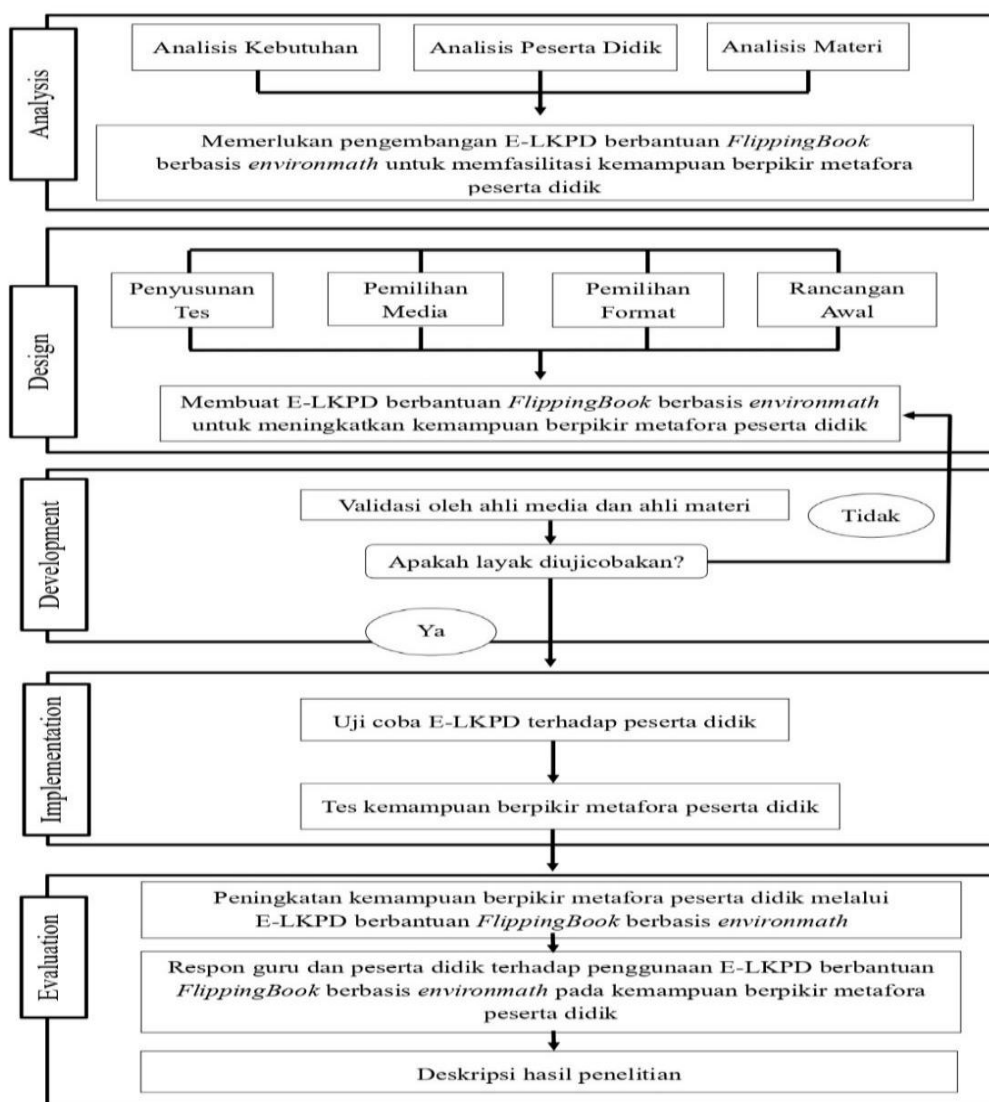 Analysis
Analisis Kebutuhan
Analisis Peserta Didik
Analisis Materi
Memerlukan pengembangan E-LKPD berbantuan FlippingBook
berbasis environmath untuk memfasilitasi kemampuan berpikir metafora
peserta didik
Design
Penyusunan
Tes
Pemilihan
Media
Pemilihan
Format
Rancangan
Awal
Membuat E-LKPD berbantuan FlippingBook berbasis environmath
untuk meningkatkan kemampuan berpikir metafora peserta didik
Development
Validasi oleh ahli media dan ahli materi
Tidak
Apakah layak diujicobakan?
Ya
Implementation
Uji coba E-LKPD terhadap peserta didik
Tes kemampuan berpikir metafora peserta didik
Evaluation
Peningkatan kemampuan berpikir metafora peserta didik melalui
E-LKPD berbantuan FlippingBook berbasis environmath
Respon guru dan peserta didik terhadap penggunaan E-LKPD berbantuan
FlippingBook berbasis environmath pada kemampuan berpikir metafora
peserta didik
Deskripsi hasil penelitian